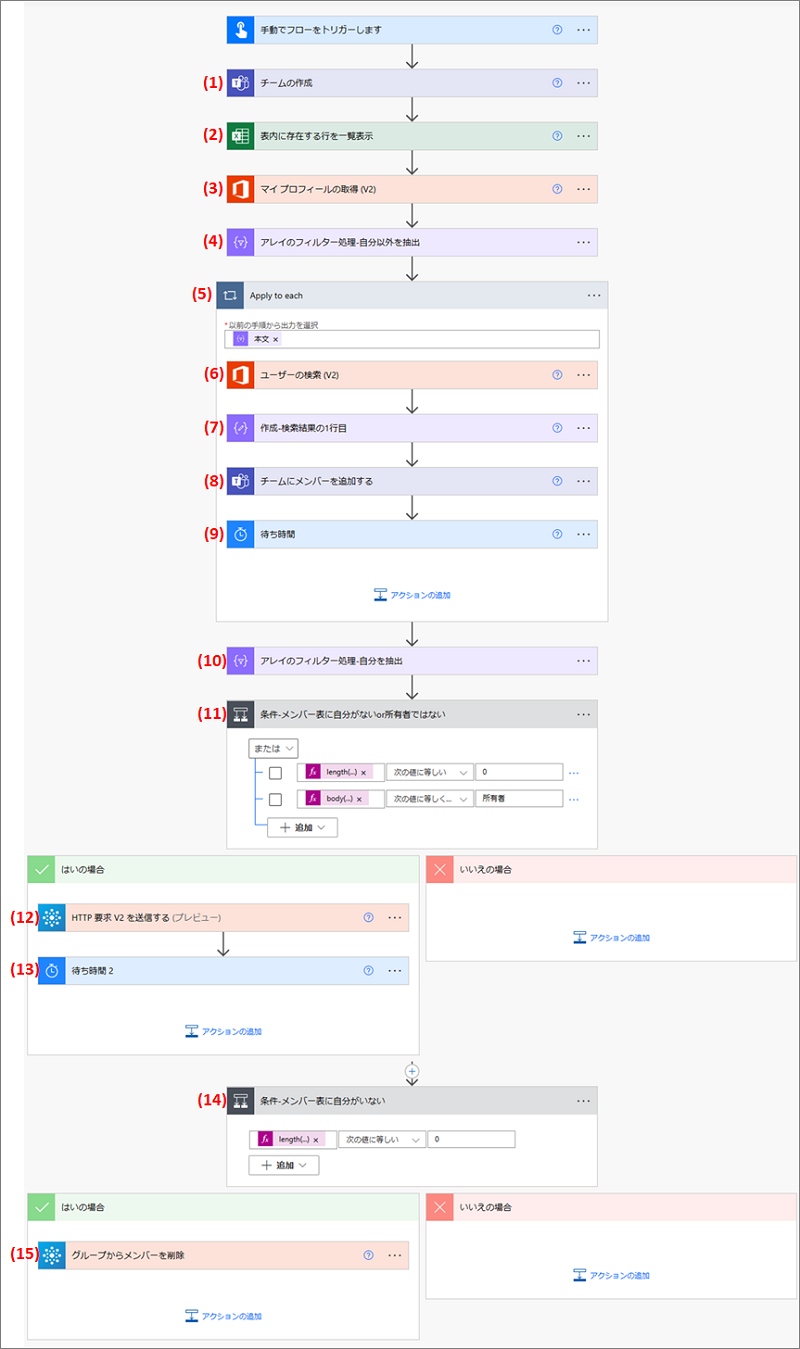 手動でフローをトリガーします
(1) チームの作成
(2) 表内に存在する行を一覧表示
(3) マイ プロフィールの取得 (V2)
(4) アレイのフィルター処理-自分以外を抽出
(5) Apply to each
*以前の手順から出力を選択
本文 ×
(6) ユーザーの検索 (V2)
(7) 作成-検索結果の1行目
(8) チームにメンバーを追加する
(9) 待ち時間
アクションの追加
(10) アレイのフィルター処理-自分を抽出
(11) 条件-メンバー表に自分がないor所有者ではない
または
fx length(...) × 次の値に等しい 0
fx body(...) × 次の値に等しく... 所有者
+ 追加
はいの場合
いいえの場合
(12) HTTP 要求 V2 を送信する (プレビュー)
アクションの追加
(13) 待ち時間 2
アクションの追加
(14) 条件-メンバー表に自分がいない
fx length(...) × 次の値に等しい 0
+ 追加
はいの場合
いいえの場合
(15) グループからメンバーを削除
アクションの追加
アクションの追加